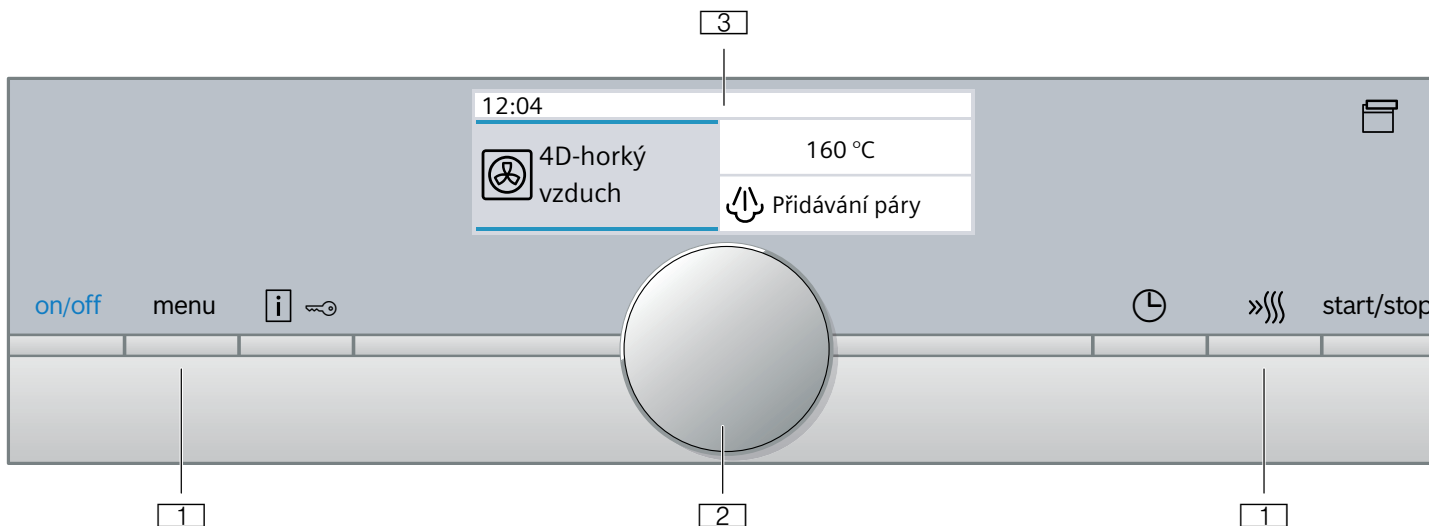 3
12:04
4D-horký
vzduch
160 °C
Přidávání páry
on/off menu i start/stop
1 2 1